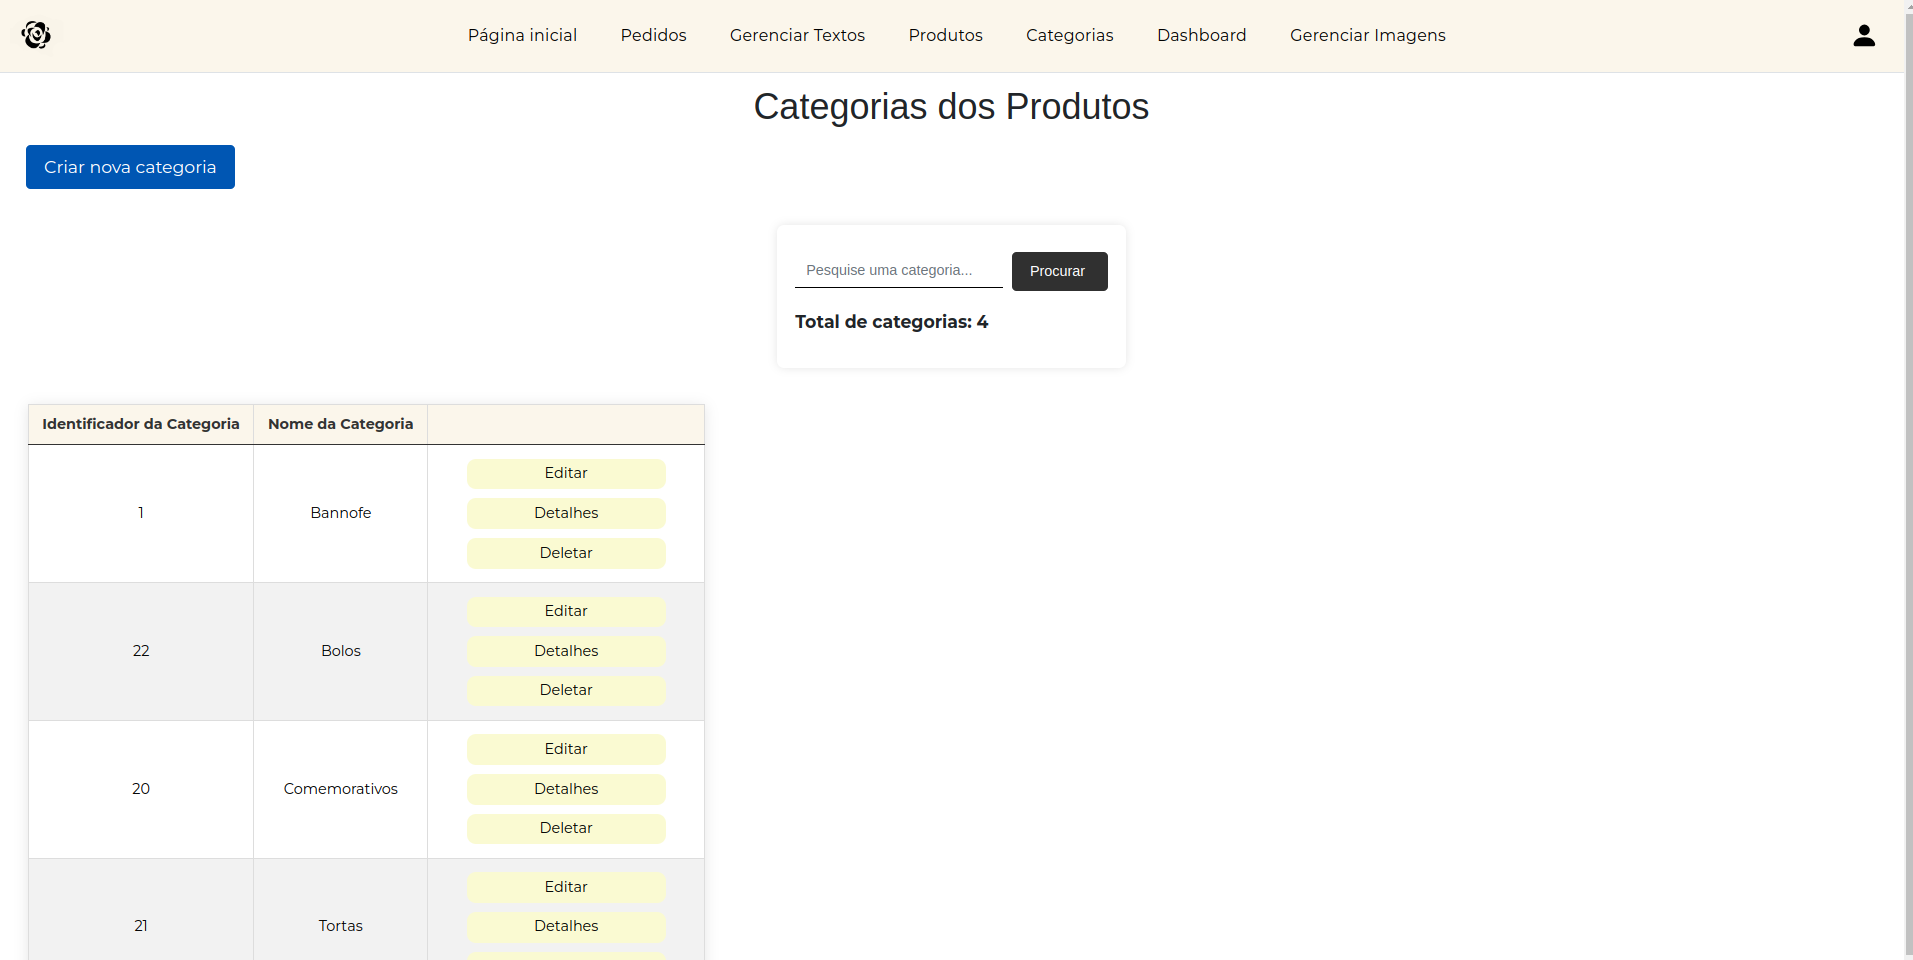 Página inicial Pedidos Gerenciar Textos Produtos Categorias Dashboard Gerenciar Imagens
Categorias dos Produtos
Criar nova categoria
Pesquise uma categoria... Procurar
Total de categorias: 4
Identificador da Categoria Nome da Categoria
Editar
1 Bannofe Detalhes
Deletar
Editar
22 Bolos Detalhes
Deletar
Editar
20 Comemorativos Detalhes
Deletar
Editar
21 Tortas Detalhes